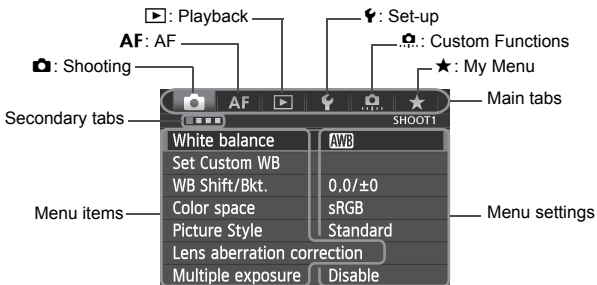 : Playback
: Set-up
AF: AF
: Custom Functions
: Shooting
: My Menu
AF
Main tabs
Secondary tabs
SHOOT1
White balance AWB
Set Custom WB
WB Shift/Bkt. 0,0/±0
Menu items
Color space sRGB
Menu settings
Picture Style Standard
Lens aberration correction
Multiple exposure Disable